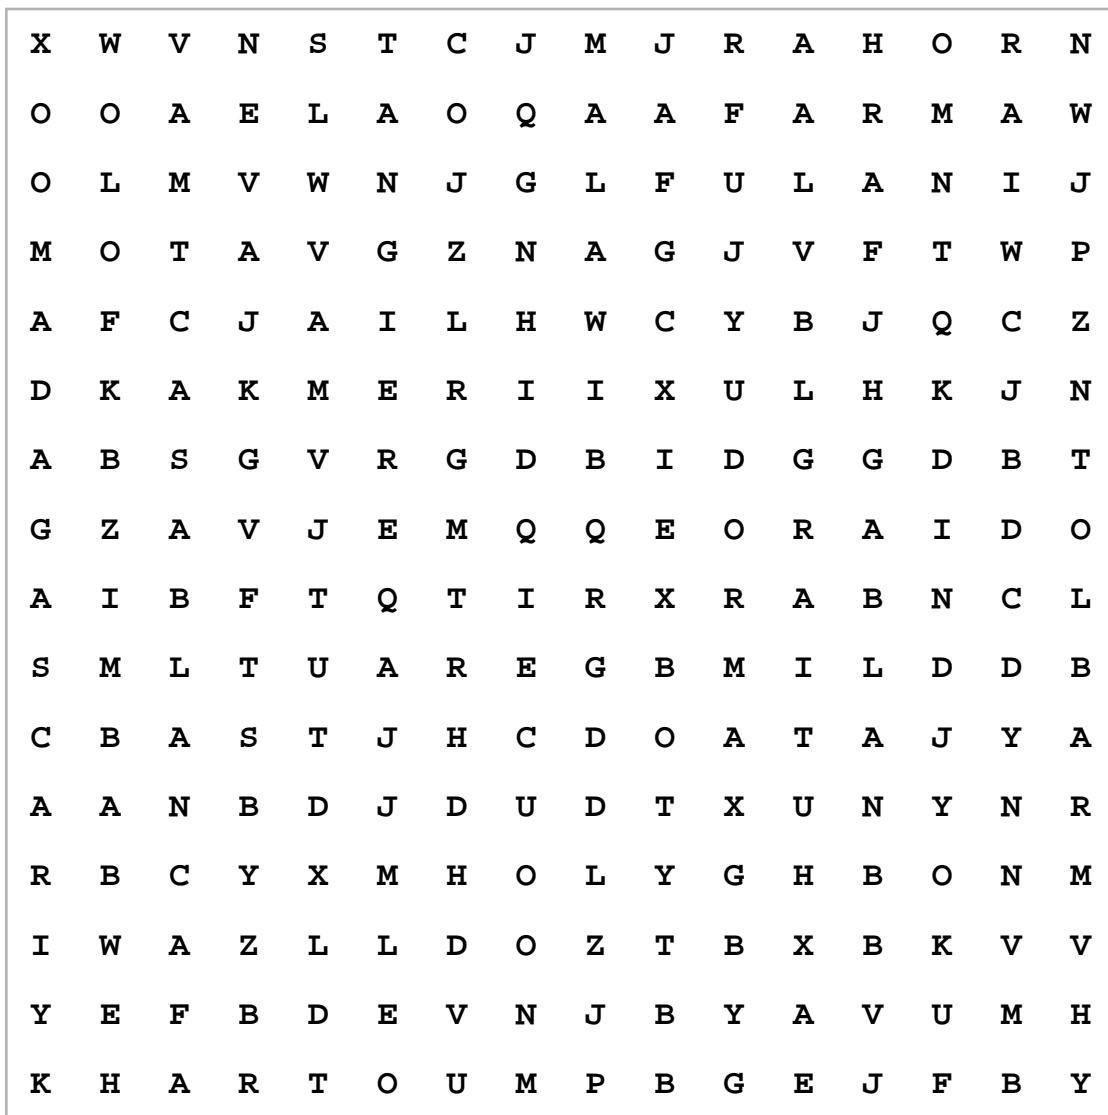 X W V N S T C J M J R A H O R N
O O A E L A O Q A A F A R M A W
O L M V W N J G L F U L A N I J
M O T A V G Z N A G J V F T W P
A F C J A I L H W C Y B J Q C Z
D K A K M E R I I X U L H K J N
A B S G V R G D B I D G G D B T
G Z A V J E M Q Q E O R A I D O
A I B F T Q T I R X R A B N C L
S M L T U A R E G B M I L D D B
C B A S T J H C D O A T A J Y A
A A N B D J D U D T X U N Y N R
R B C Y X M H O L Y G H B O N M
I W A Z L L D O Z T B X B K V V
Y E F B D E V N J B Y A V U M H
K H A R T O U M P B G E J F B Y